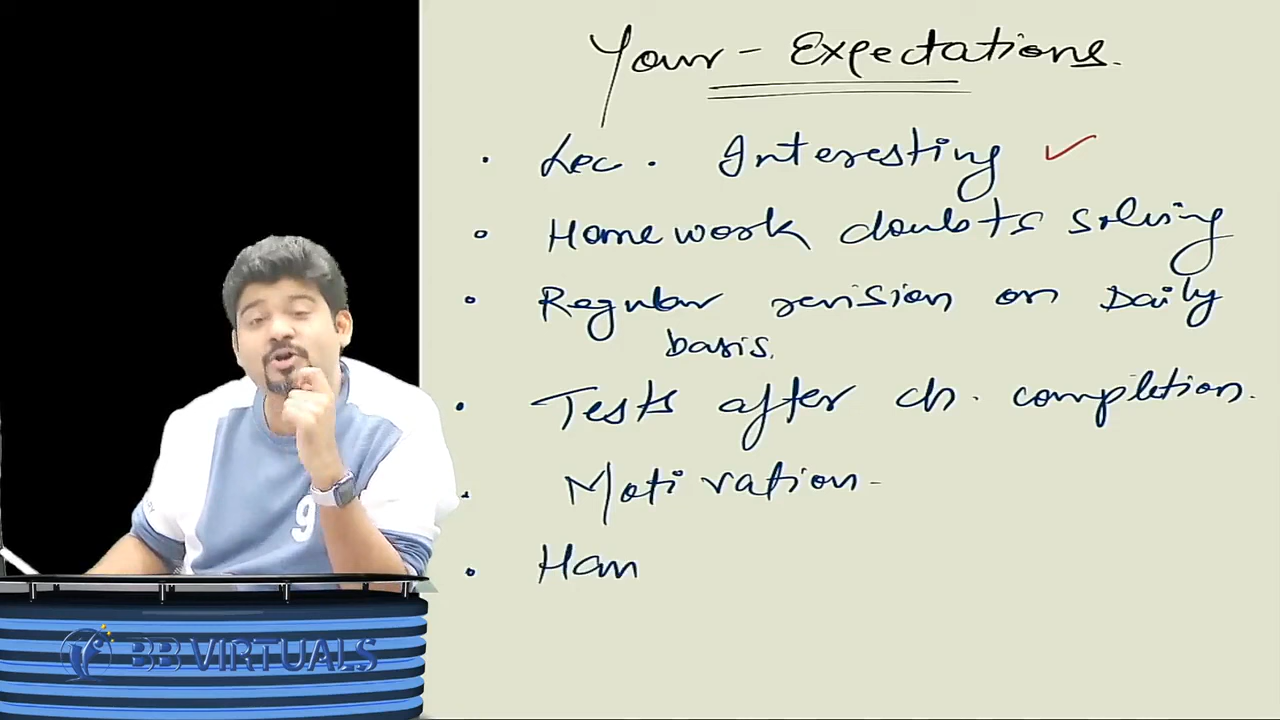 Your - Expectations.
• Lec. Interesting ✓
• Homework doubts solving
• Regular revision on Daily
basis.
• Tests after ch. completion.
• Motivation -
• Han
9
BB VIRTUALS